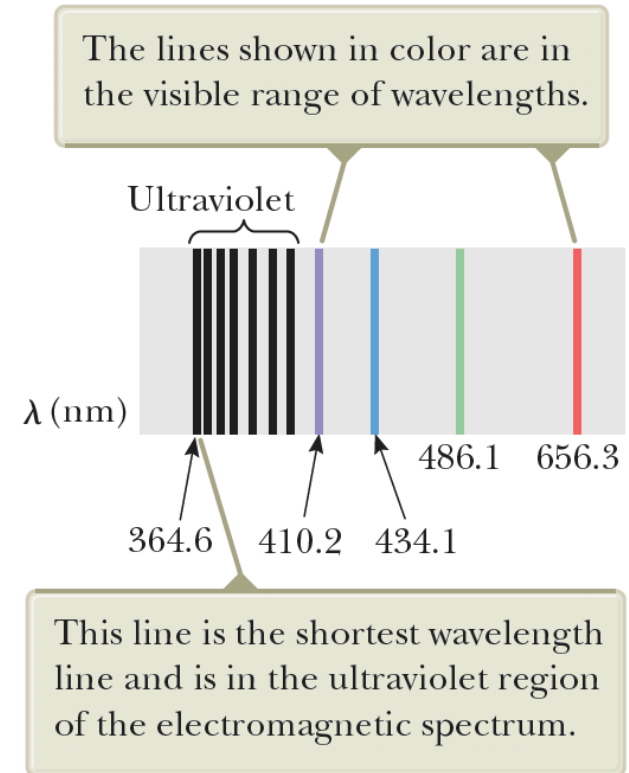 The lines shown in color are in
the visible range of wavelengths.
Ultraviolet
λ (nm)
486.1 656.3
364.6 410.2 434.1
This line is the shortest wavelength
line and is in the ultraviolet region
of the electromagnetic spectrum.